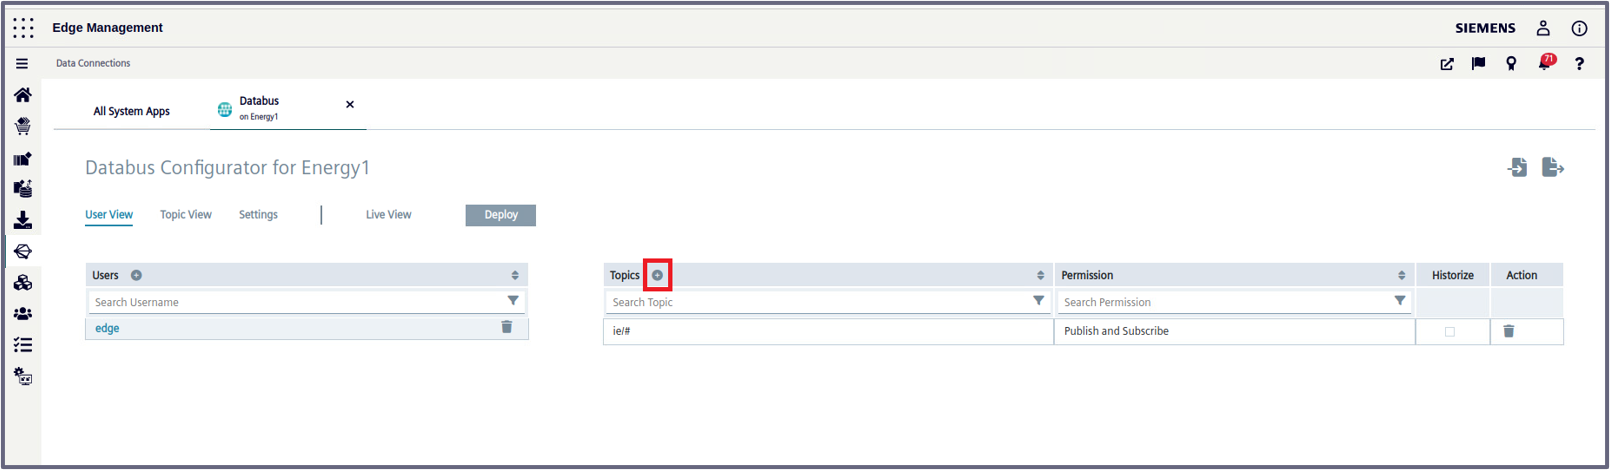 Edge Management
SIEMENS
Data Connections
71
All System Apps
Databus
on Energy1
Databus Configurator for Energy1
User View
Topic View
Settings
Live View
Deploy
Users
Topics
Permission
Historize
Action
Search Username
Search Topic
Search Permission
edge
ie/#
Publish and Subscribe